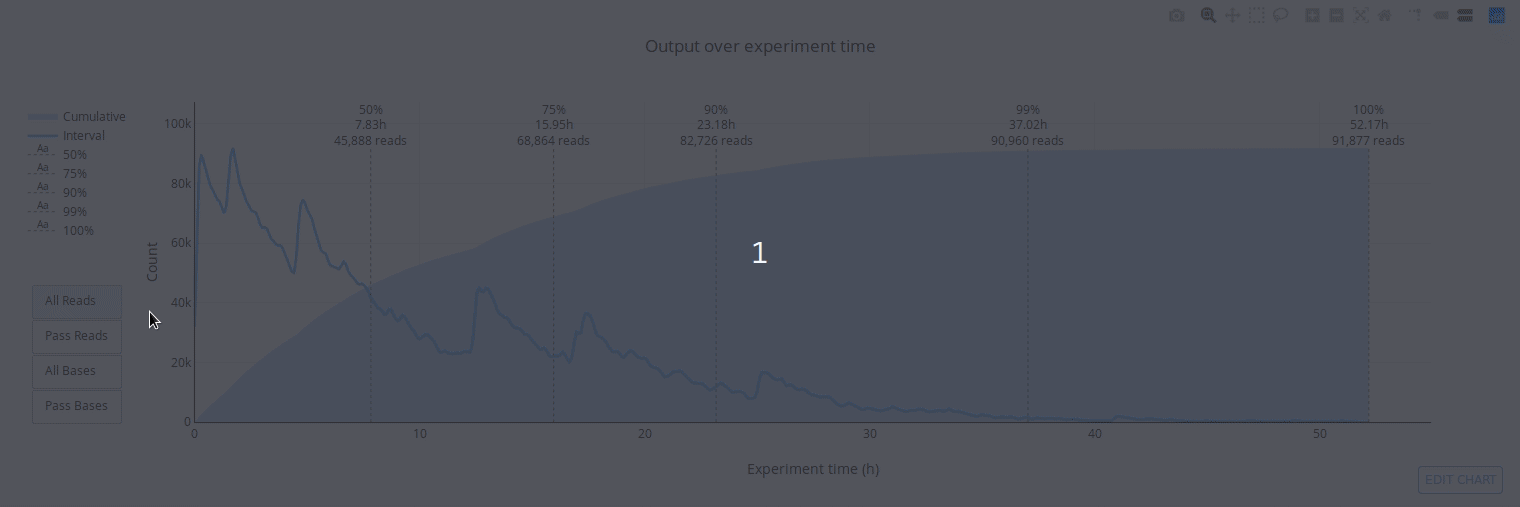 Output over experiment time
Cumulative
Interval
Aa 50%
Aa 75%
Aa 90%
Aa 99%
Aa 100%
All Reads
Pass Reads
All Bases
Pass Bases
Count
100k
80k
60k
40k
20k
0
50%
7.83h
45,888 reads
75%
15.95h
68,864 reads
90%
23.18h
82,726 reads
99%
37.02h
90,960 reads
100%
52.17h
91,877 reads
1
0 10 20 30 40 50
Experiment time (h)
EDIT CHART